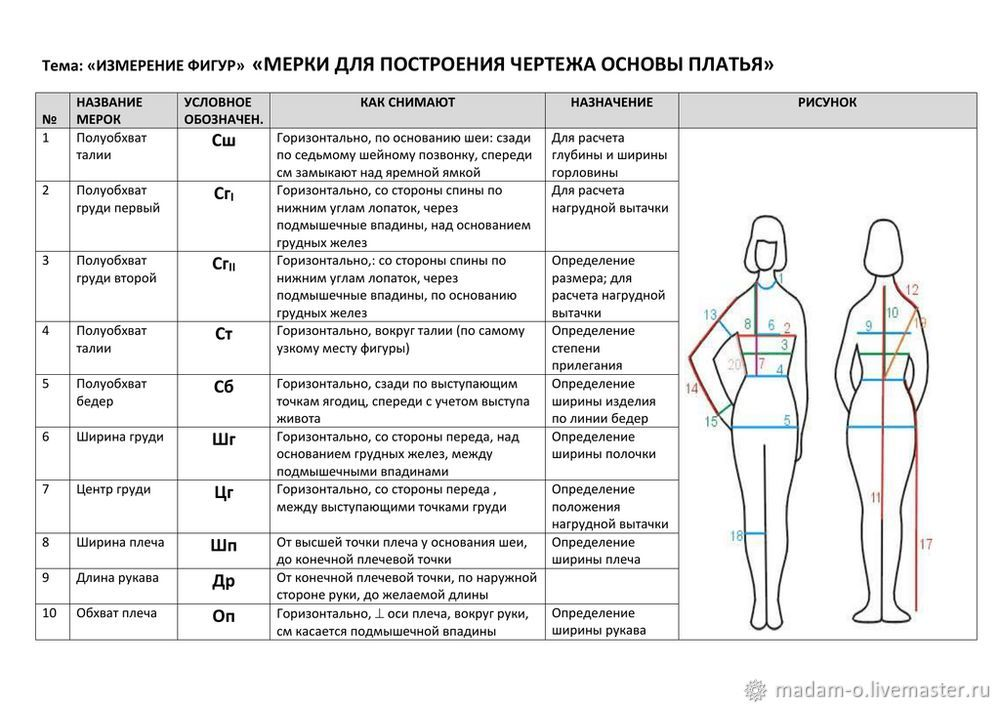 Тема: «ИЗМЕРЕНИЕ ФИГУР» «МЕРКИ ДЛЯ ПОСТРОЕНИЯ ЧЕРТЕЖА ОСНОВЫ ПЛАТЬЯ»
№
НАЗВАНИЕ
МЕРОК
УСЛОВНОЕ
ОБОЗНАЧЕН.
КАК СНИМАЮТ
НАЗНАЧЕНИЕ
РИСУНОК
1
Полуобхват
талии
Сш
Горизонтально, по основанию шеи: сзади
по седьмому шейному позвонку, спереди
см замыкают над яремной ямкой
Для расчета
глубины и ширины
горловины
2
Полуобхват
груди первый
СгI
Горизонтально, со стороны спины по
нижним углам лопаток, через
подмышечные впадины, над основанием
грудных желез
Для расчета
нагрудной вытачки
3
Полуобхват
груди второй
СгII
Горизонтально,: со стороны спины по
нижним углам лопаток, через
подмышечные впадины, по основанию
грудных желез
Определение
размера; для
расчета нагрудной
вытачки
4
Полуобхват
талии
Ст
Горизонтально, вокруг талии (по самому
узкому месту фигуры)
Определение
степени
прилегания
5
Полуобхват
бедер
Сб
Горизонтально, сзади по выступающим
точкам ягодиц, спереди с учетом выступа
живота
Определение
ширины изделия
по линии бедер
6
Ширина груди
Шг
Горизонтально, со стороны переда, над
основанием грудных желез, между
подмышечными впадинами
Определение
ширины полочки
7
Центр груди
Цг
Горизонтально, со стороны переда ,
между выступающими точками груди
Определение
положения
нагрудной вытачки
8
Ширина плеча
Шп
От высшей точки плеча у основания шеи,
до конечной плечевой точки
Определение
ширины плеча
9
Длина рукава
Др
От конечной плечевой точки, по наружной
стороне руки, до желаемой длины
10
Обхват плеча
Оп
Горизонтально, ⊥ оси плеча, вокруг руки,
см касается подмышечной впадины
Определение
ширины рукава
1
13
8
6
2
3
20
7
4
14
15
5
18
12
10
19
9
11
17
madam-o.livemaster.ru